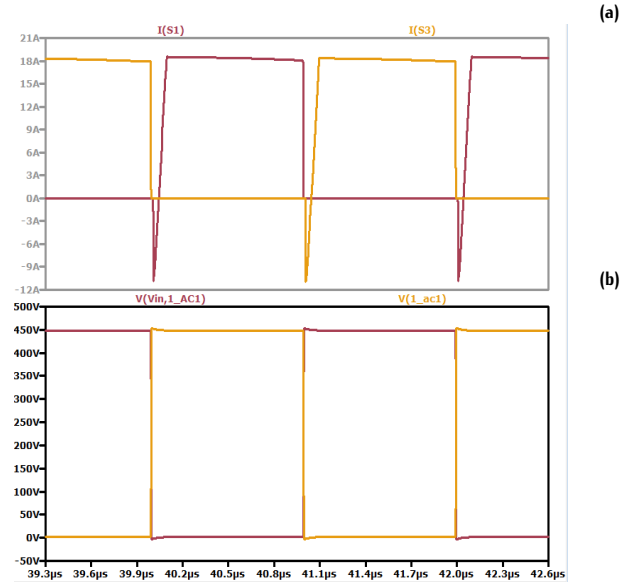 (a)
I(S1) I(S3)
21A
18A
15A
12A
9A
6A
3A
0A
-3A
-6A
-9A
-12A
(b)
V(Vin,1_AC1) V(1_ac1)
500V
450V
400V
350V
300V
250V
200V
150V
100V
50V
0V
-50V
39.3µs 39.6µs 39.9µs 40.2µs 40.5µs 40.8µs 41.1µs 41.4µs 41.7µs 42.0µs 42.3µs 42.6µs